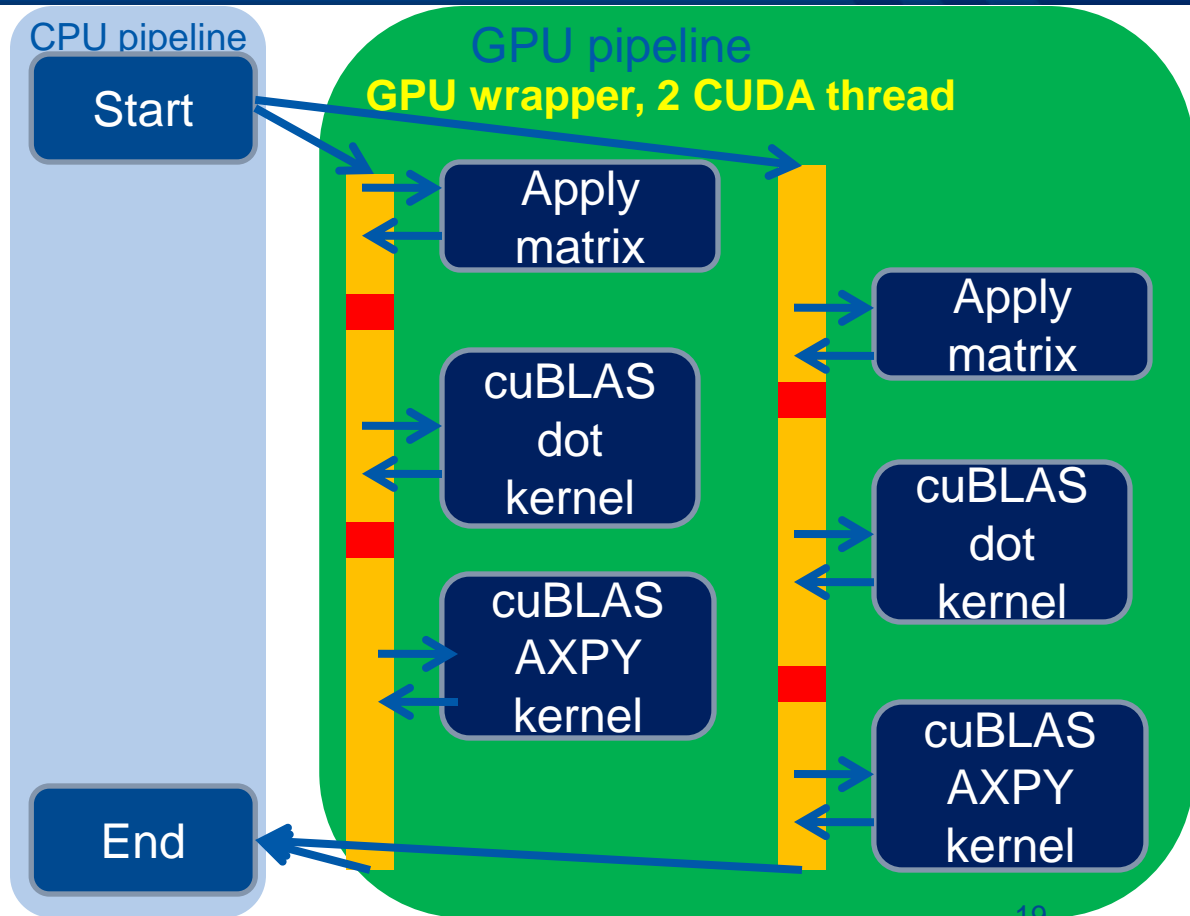 CPU pipeline
Start
GPU pipeline
GPU wrapper, 2 CUDA thread
Apply
matrix
Apply
matrix
cuBLAS
dot
kernel
cuBLAS
dot
kernel
cuBLAS
AXPY
kernel
cuBLAS
AXPY
kernel
End
19